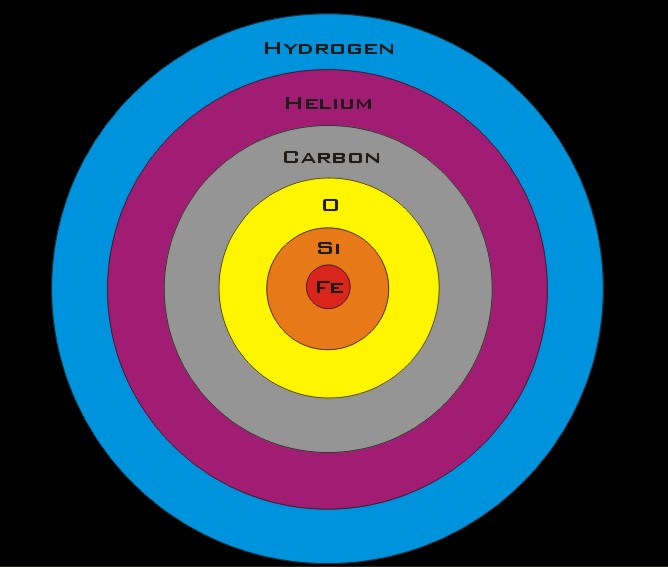 Hydrogen
Helium
Carbon
O
Si
Fe